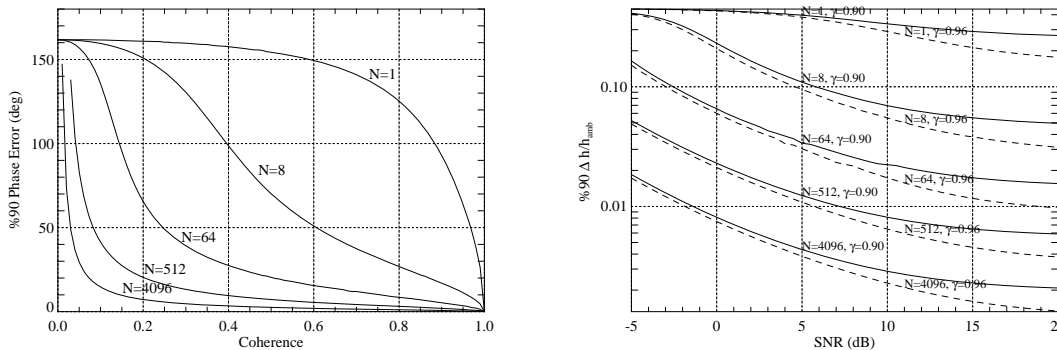 %90 Phase Error (deg)
150
100
50
0
0.0 0.2 0.4 0.6 0.8 1.0
Coherence
N=1
N=8
N=64
N=512
N=4096
%90 Δ h/h_amb
0.10
0.01
-5 0 5 10 15 20
SNR (dB)
N=1, γ=0.90
N=1, γ=0.96
N=8, γ=0.90
N=8, γ=0.96
N=64, γ=0.90
N=64, γ=0.96
N=512, γ=0.90
N=512, γ=0.96
N=4096, γ=0.90
N=4096, γ=0.96